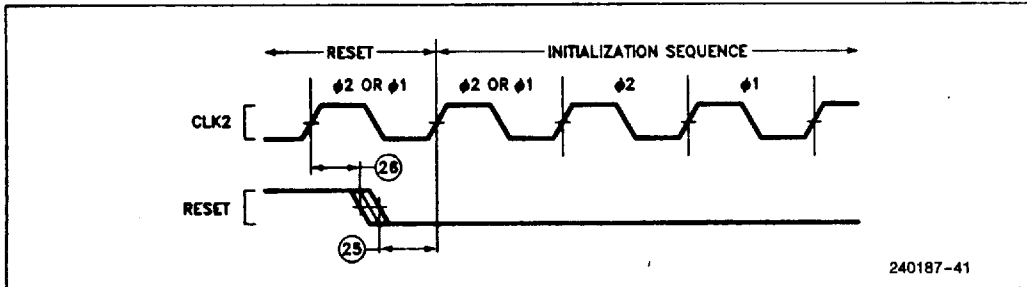 RESET INITIALIZATION SEQUENCE
φ2 OR φ1 φ2 OR φ1 φ2 φ1
CLK2
26
RESET
25
240187-41